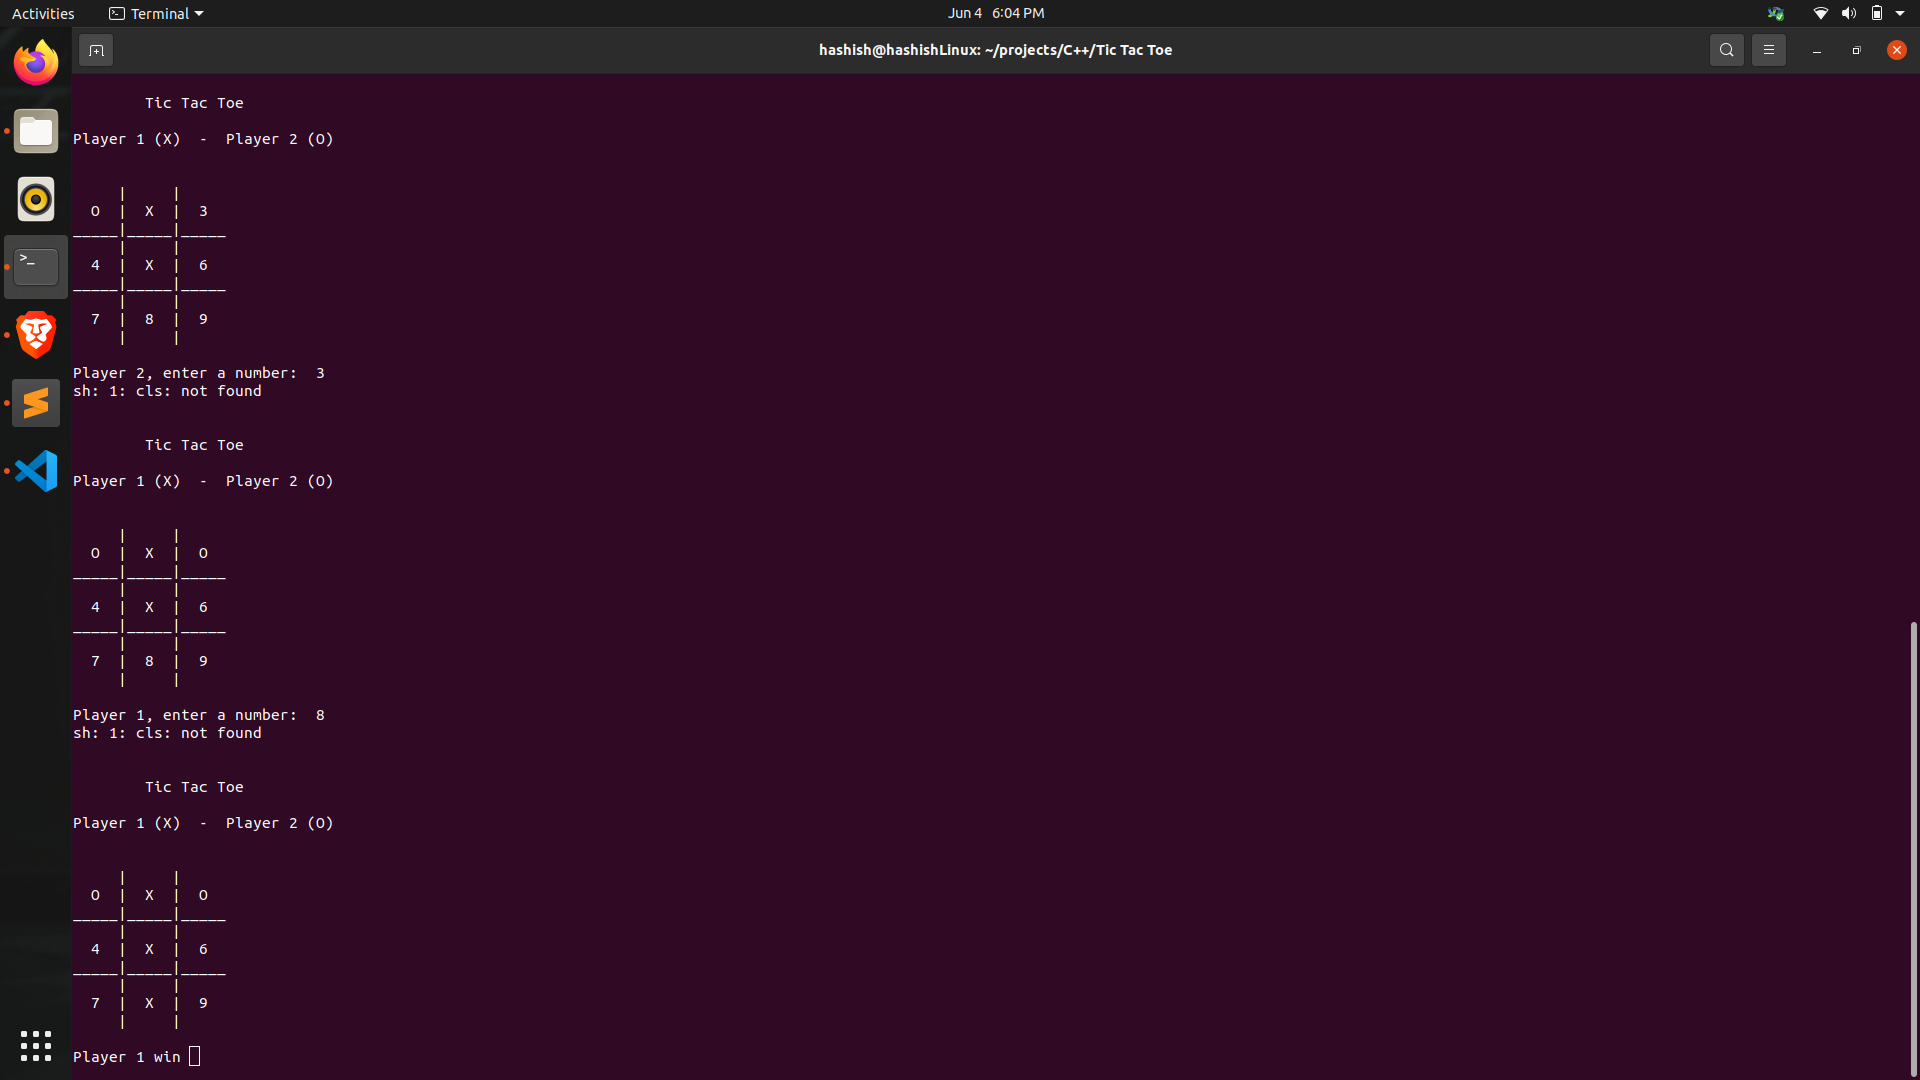 Activities Terminal Jun 4 6:04 PM
hashish@hashishLinux: ~/projects/C++/Tic Tac Toe
Tic Tac Toe
Player 1 (X)  -  Player 2 (O)
     |     |
  O  |  X  |  3
_____|_____|_____
     |     |
  4  |  X  |  6
_____|_____|_____
     |     |
  7  |  8  |  9
     |     |
Player 2, enter a number:  3
sh: 1: cls: not found
Tic Tac Toe
Player 1 (X)  -  Player 2 (O)
     |     |
  O  |  X  |  O
_____|_____|_____
     |     |
  4  |  X  |  6
_____|_____|_____
     |     |
  7  |  8  |  9
     |     |
Player 1, enter a number:  8
sh: 1: cls: not found
Tic Tac Toe
Player 1 (X)  -  Player 2 (O)
     |     |
  O  |  X  |  O
_____|_____|_____
     |     |
  4  |  X  |  6
_____|_____|_____
     |     |
  7  |  X  |  9
     |     |
Player 1 win